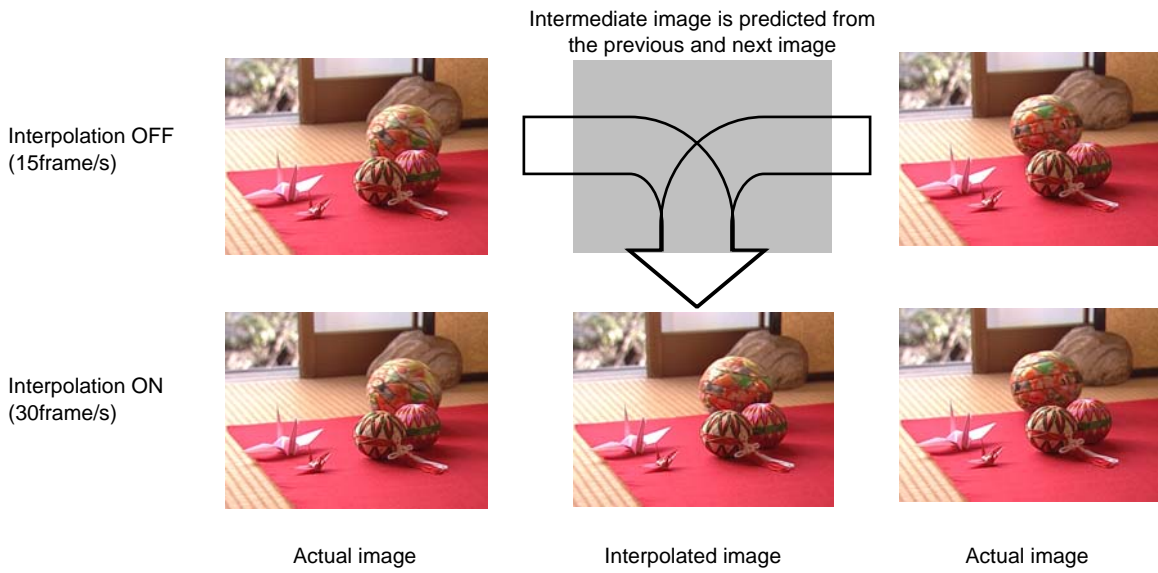 Intermediate image is predicted from
the previous and next image
Interpolation OFF
(15frame/s)
Interpolation ON
(30frame/s)
Actual image
Interpolated image
Actual image